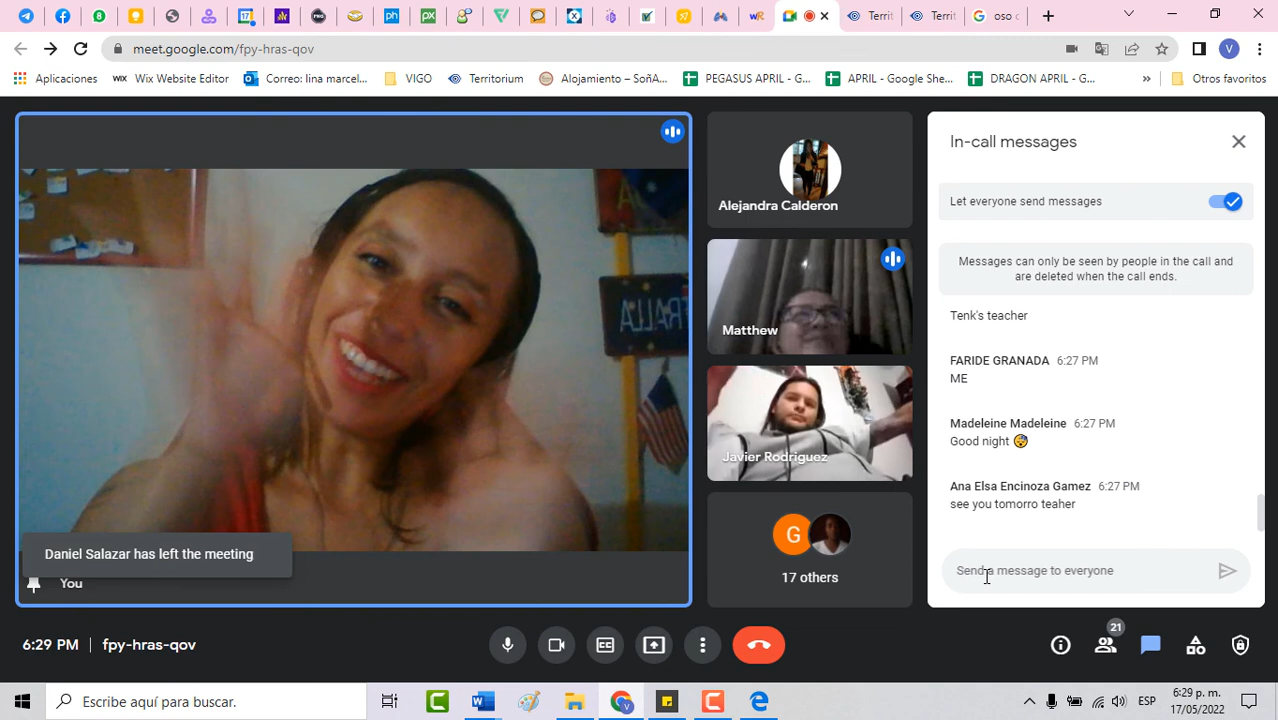 meet.google.com/fpy-hras-qov
Territ
Territ
oso c
Aplicaciones
Wix Website Editor
Correo: lina marcel...
VIGO
Territorium
Alojamiento – SoñA...
PEGASUS APRIL - G...
APRIL - Google She...
DRAGON APRIL - G...
Otros favoritos
Alejandra Calderon
Matthew
Javier Rodriguez
G
17 others
Daniel Salazar has left the meeting
You
In-call messages
Let everyone send messages
Messages can only be seen by people in the call and
are deleted when the call ends.
Tenk's teacher
FARIDE GRANADA 6:27 PM
ME
Madeleine Madeleine 6:27 PM
Good night 😴
Ana Elsa Encinoza Gamez 6:27 PM
see you tomorro teaher
Send a message to everyone
6:29 PM | fpy-hras-qov
21
Escribe aquí para buscar.
ESP
6:29 p. m.
17/05/2022